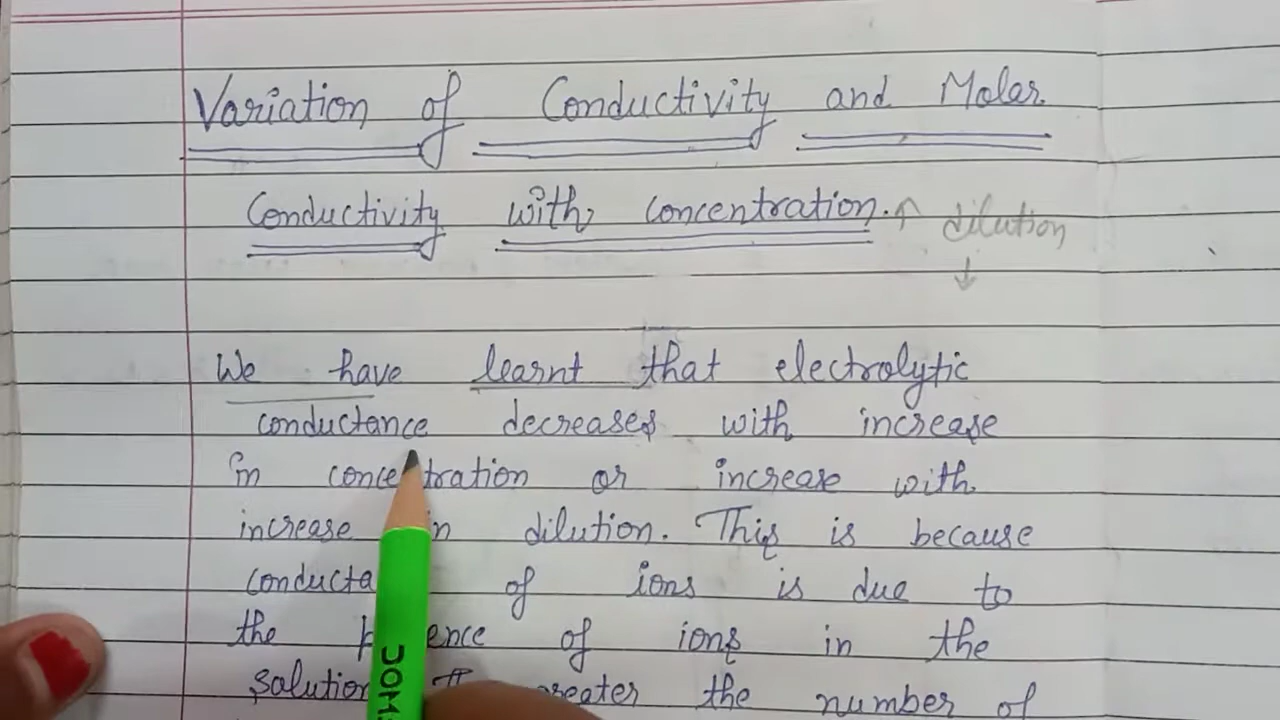 Variation of Conductivity and Molar
Conductivity with concentration. ↑ dilution
↓
We have learnt that electrolytic
conductance decreases with increase
in concentration or increase with
increase in dilution. This is because
of ions is due to
the of ions in the
solution greater the number of